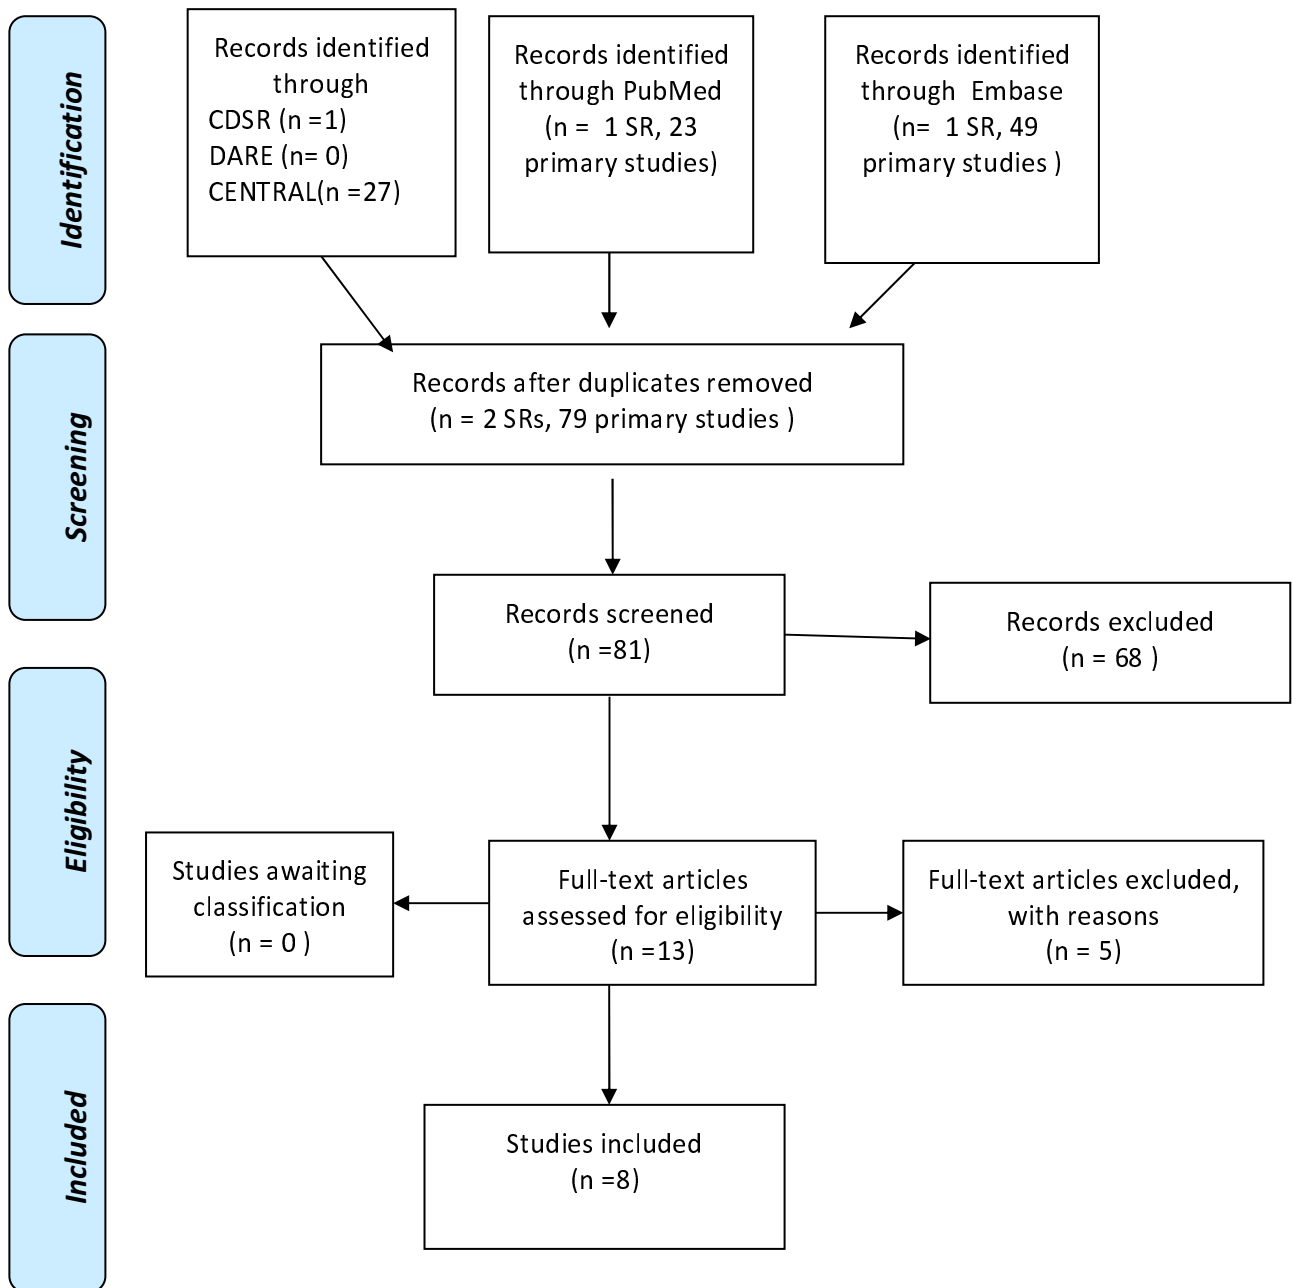 Identification
Records identified
through
CDSR (n =1)
DARE (n= 0)
CENTRAL(n =27)
Records identified
through PubMed
(n = 1 SR, 23
primary studies)
Records identified
through Embase
(n= 1 SR, 49
primary studies )
Screening
Records after duplicates removed
(n = 2 SRs, 79 primary studies )
Records screened
(n =81)
Records excluded
(n = 68 )
Eligibility
Studies awaiting
classification
(n = 0 )
Full-text articles
assessed for eligibility
(n =13)
Full-text articles excluded,
with reasons
(n = 5)
Included
Studies included
(n =8)